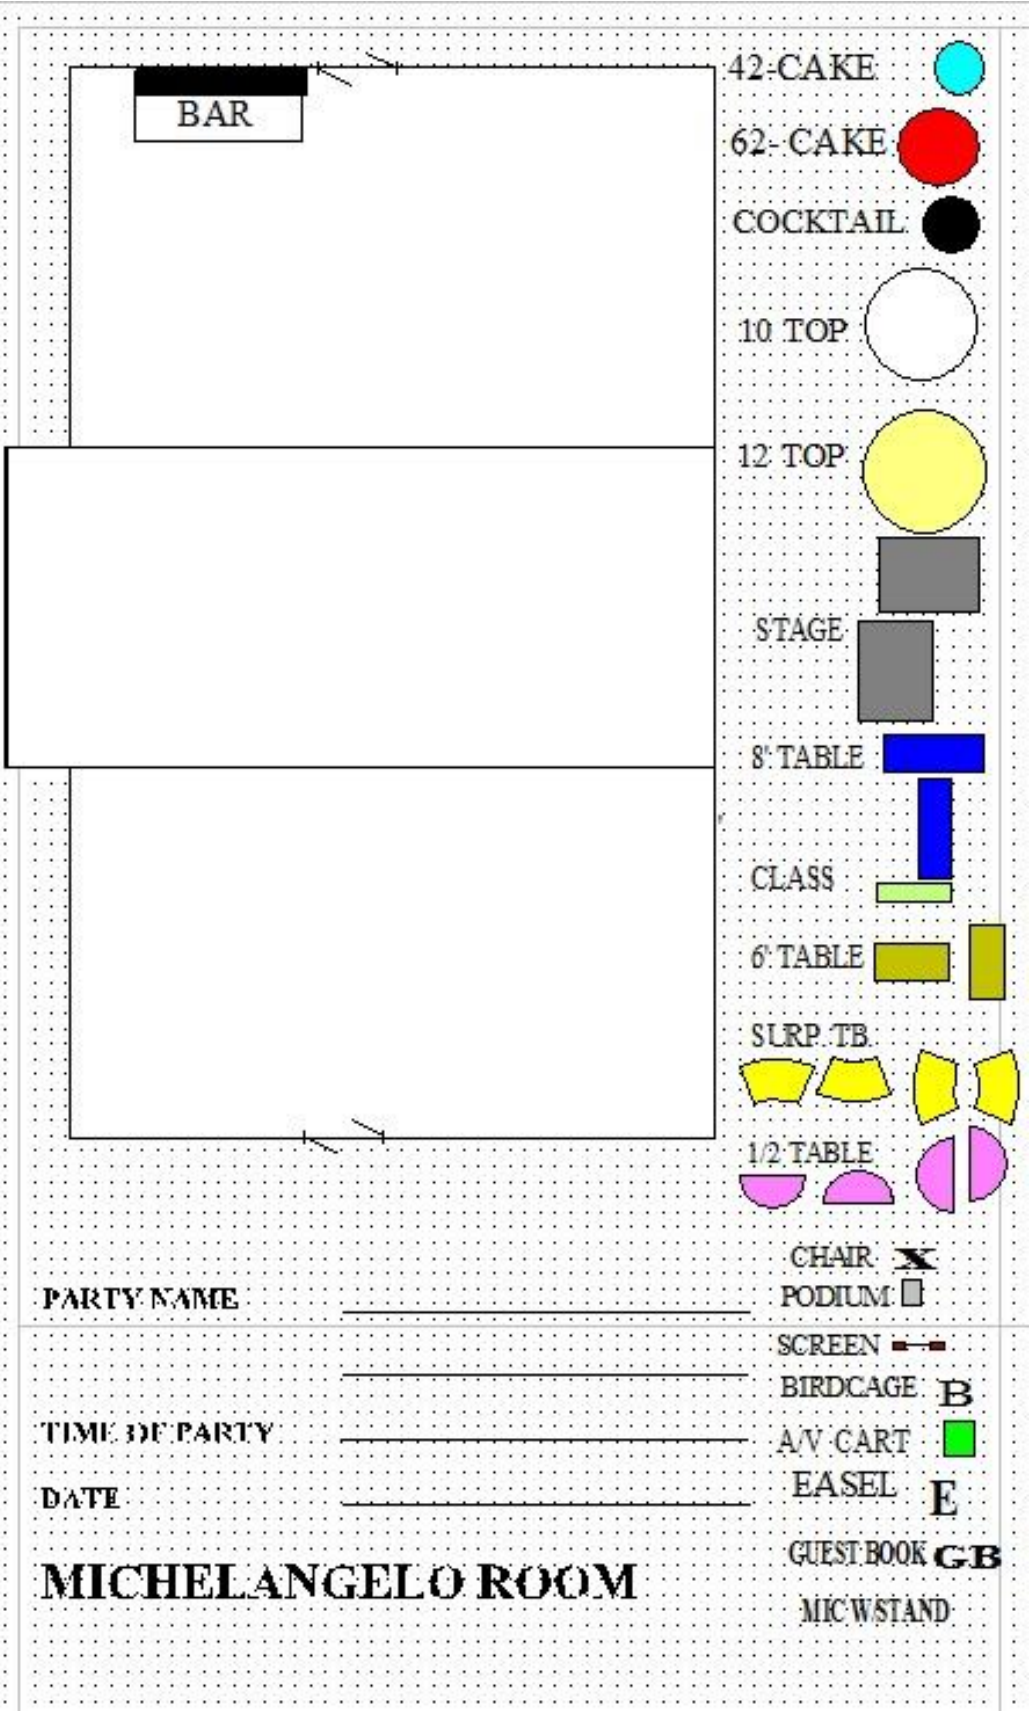 42-CAKE
BAR
62- CAKE
COCKTAIL
10 TOP
12 TOP
STAGE
8' TABLE
CLASS
6' TABLE
SURP. TB.
1/2 TABLE
CHAIR X
PARTY NAME
PODIUM
SCREEN
BIRDCAGE B
TIME OF PARTY
A/V CART
EASEL E
DATE
GUEST BOOK GB
MICHELANGELO ROOM
MIC W/STAND